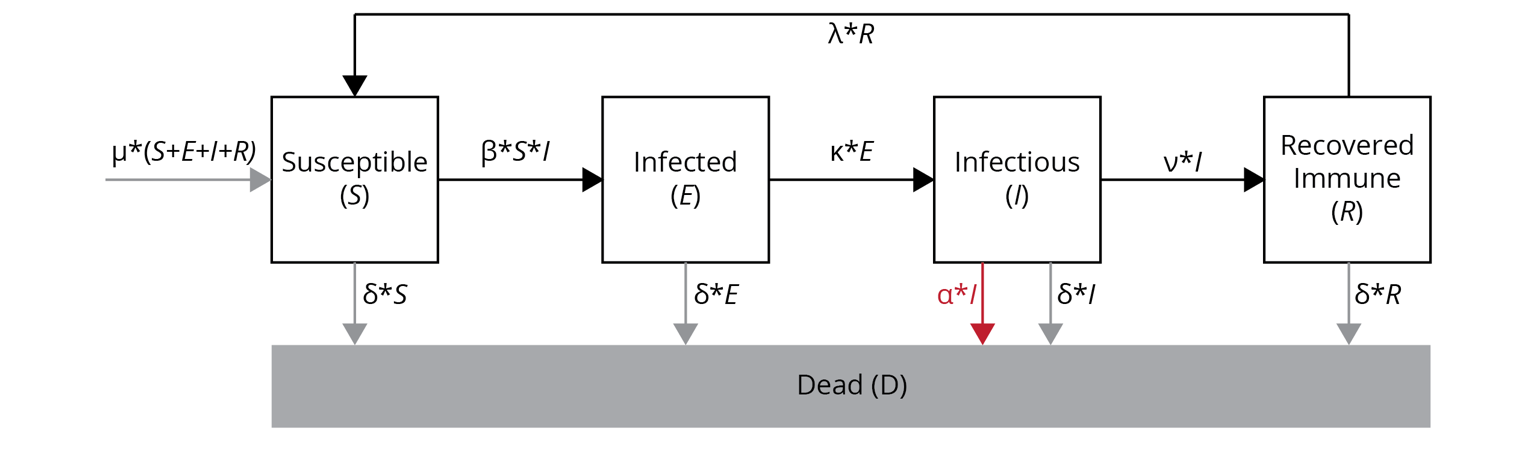 λ*R
μ*(S+E+I+R)
Susceptible
(S)
β*S*I
Infected
(E)
κ*E
Infectious
(I)
ν*I
Recovered
Immune
(R)
δ*S
δ*E
α*I
δ*I
δ*R
Dead (D)